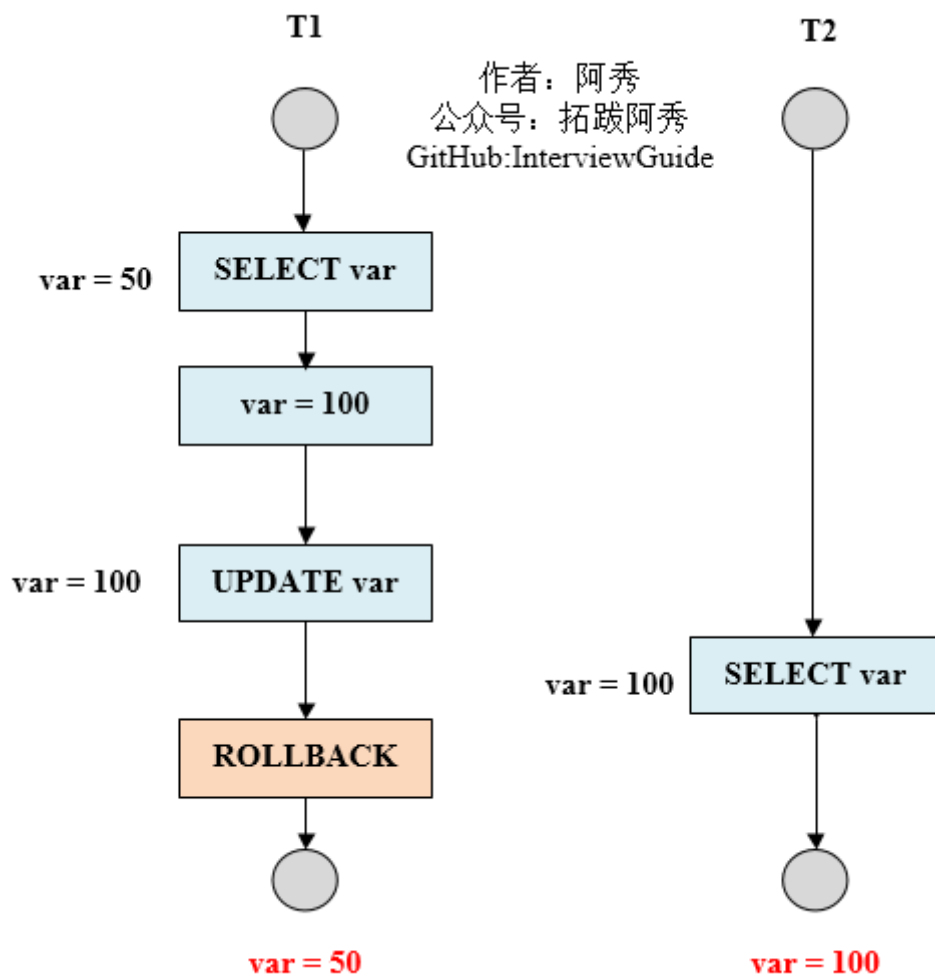 T1
T2
作者：阿秀
公众号：拓跋阿秀
GitHub:InterviewGuide
SELECT var
var = 50
var = 100
UPDATE var
var = 100
SELECT var
var = 100
ROLLBACK
var = 50
var = 100